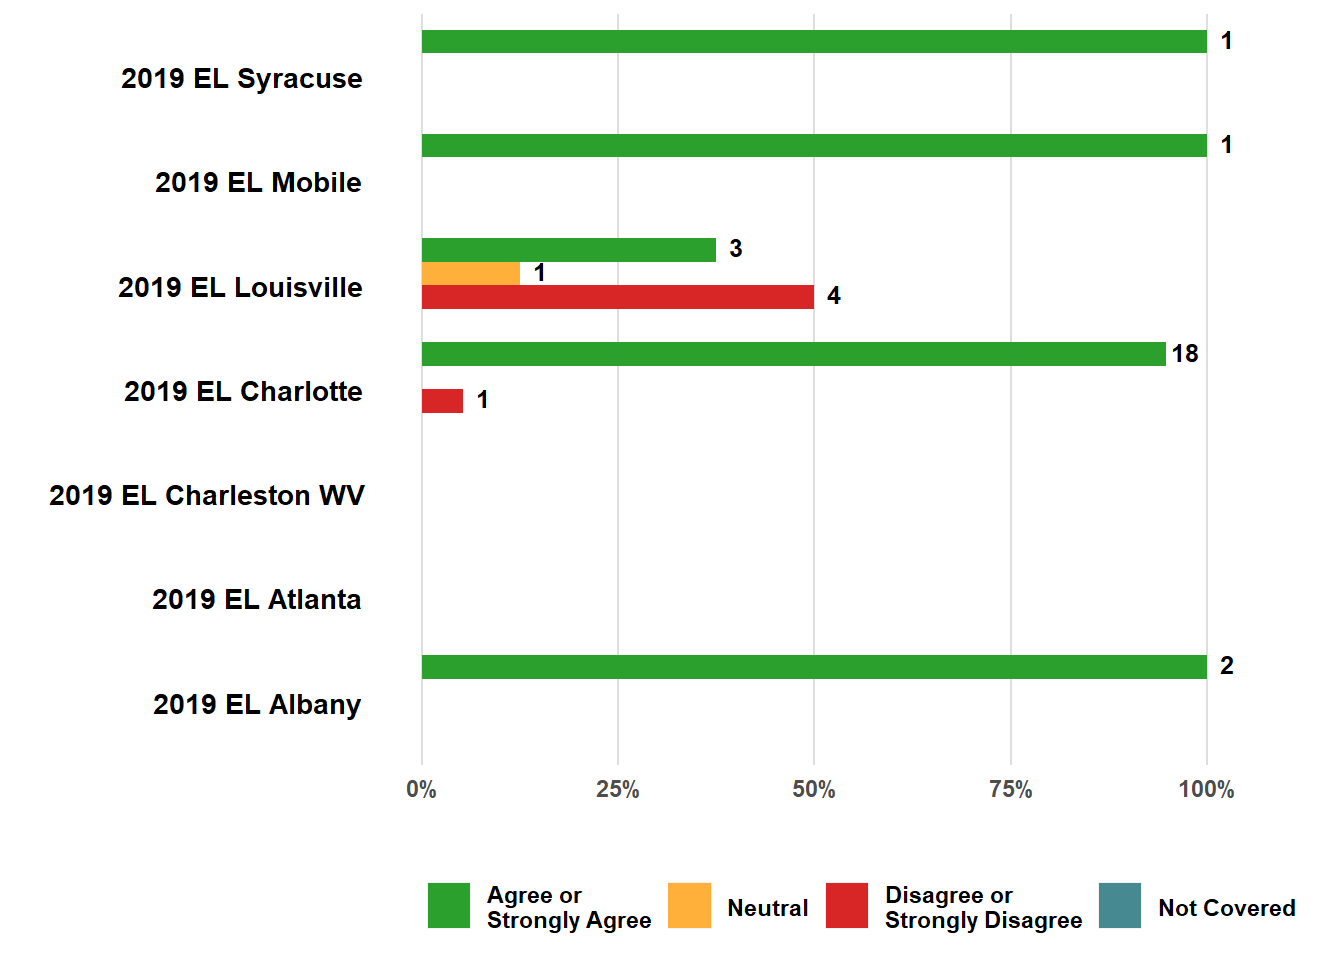 1
2019 EL Syracuse
1
2019 EL Mobile
3
1
2019 EL Louisville
4
18
2019 EL Charlotte
1
2019 EL Charleston WV
2019 EL Atlanta
2
2019 EL Albany
0% 25% 50% 75% 100%
Agree or
Strongly Agree
Neutral
Disagree or
Strongly Disagree
Not Covered